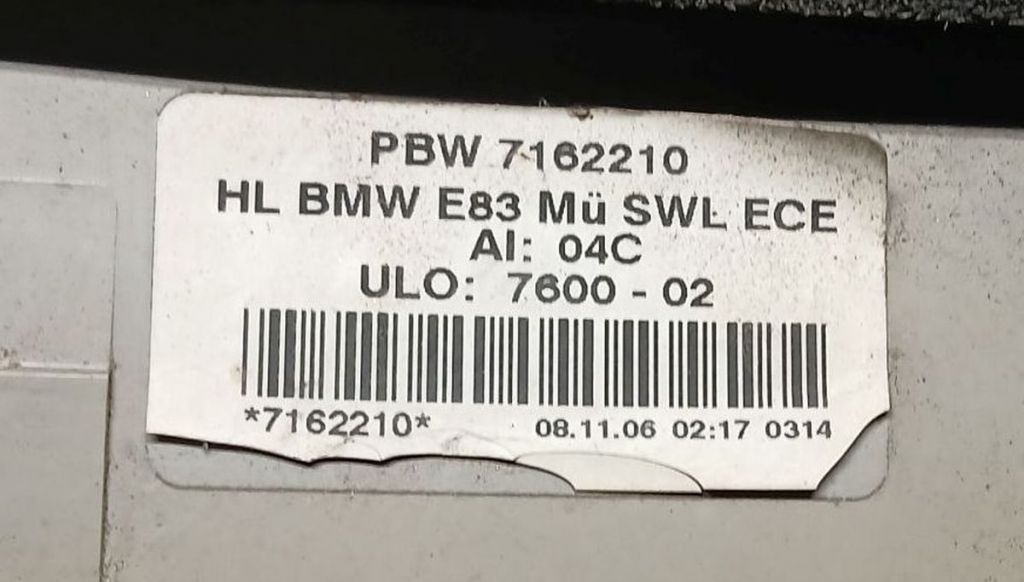 PBW 7162210
HL BMW E83 Mü SWL ECE
AI: 04C
ULO: 7600 - 02
*7162210* 08.11.06 02:17 0314